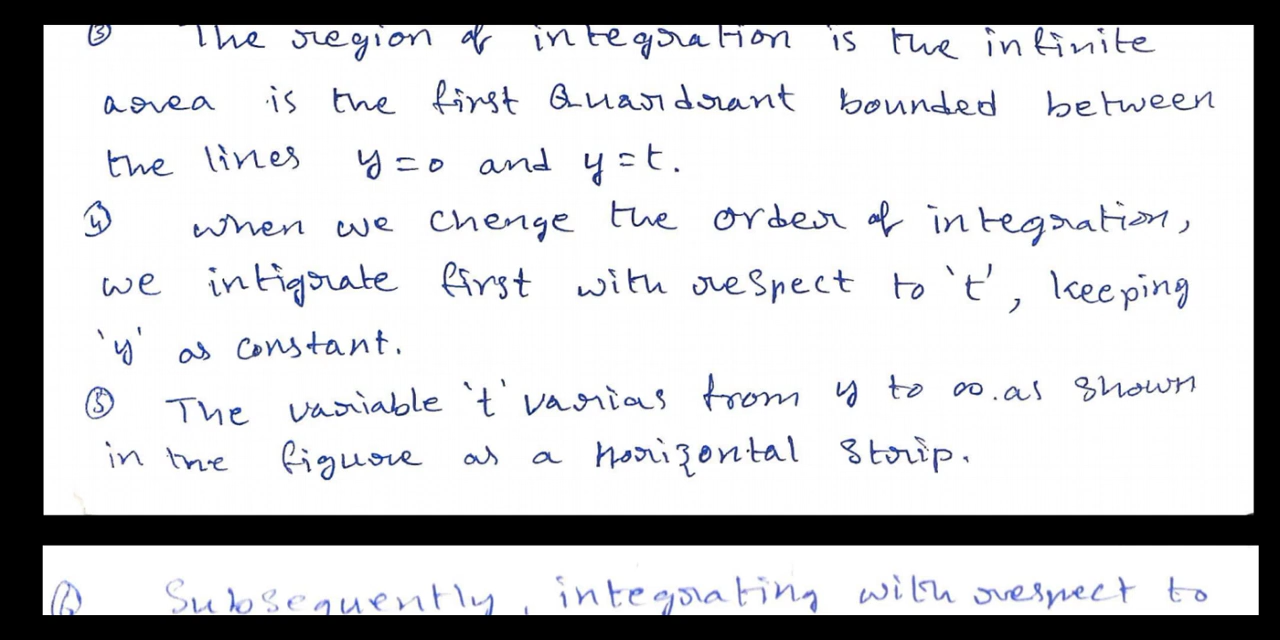 ③ The region of integration is the infinite
area is the first Quardrant bounded between
the lines y=0 and y=t.
④ when we chenge the order of integration,
we intigrate first with respect to 't', keeping
'y' as constant.
⑤ The variable 't' varias from y to ∞. as shown
in the figure as a horizontal strip.
⑥ Subsequently, integrating with respect to